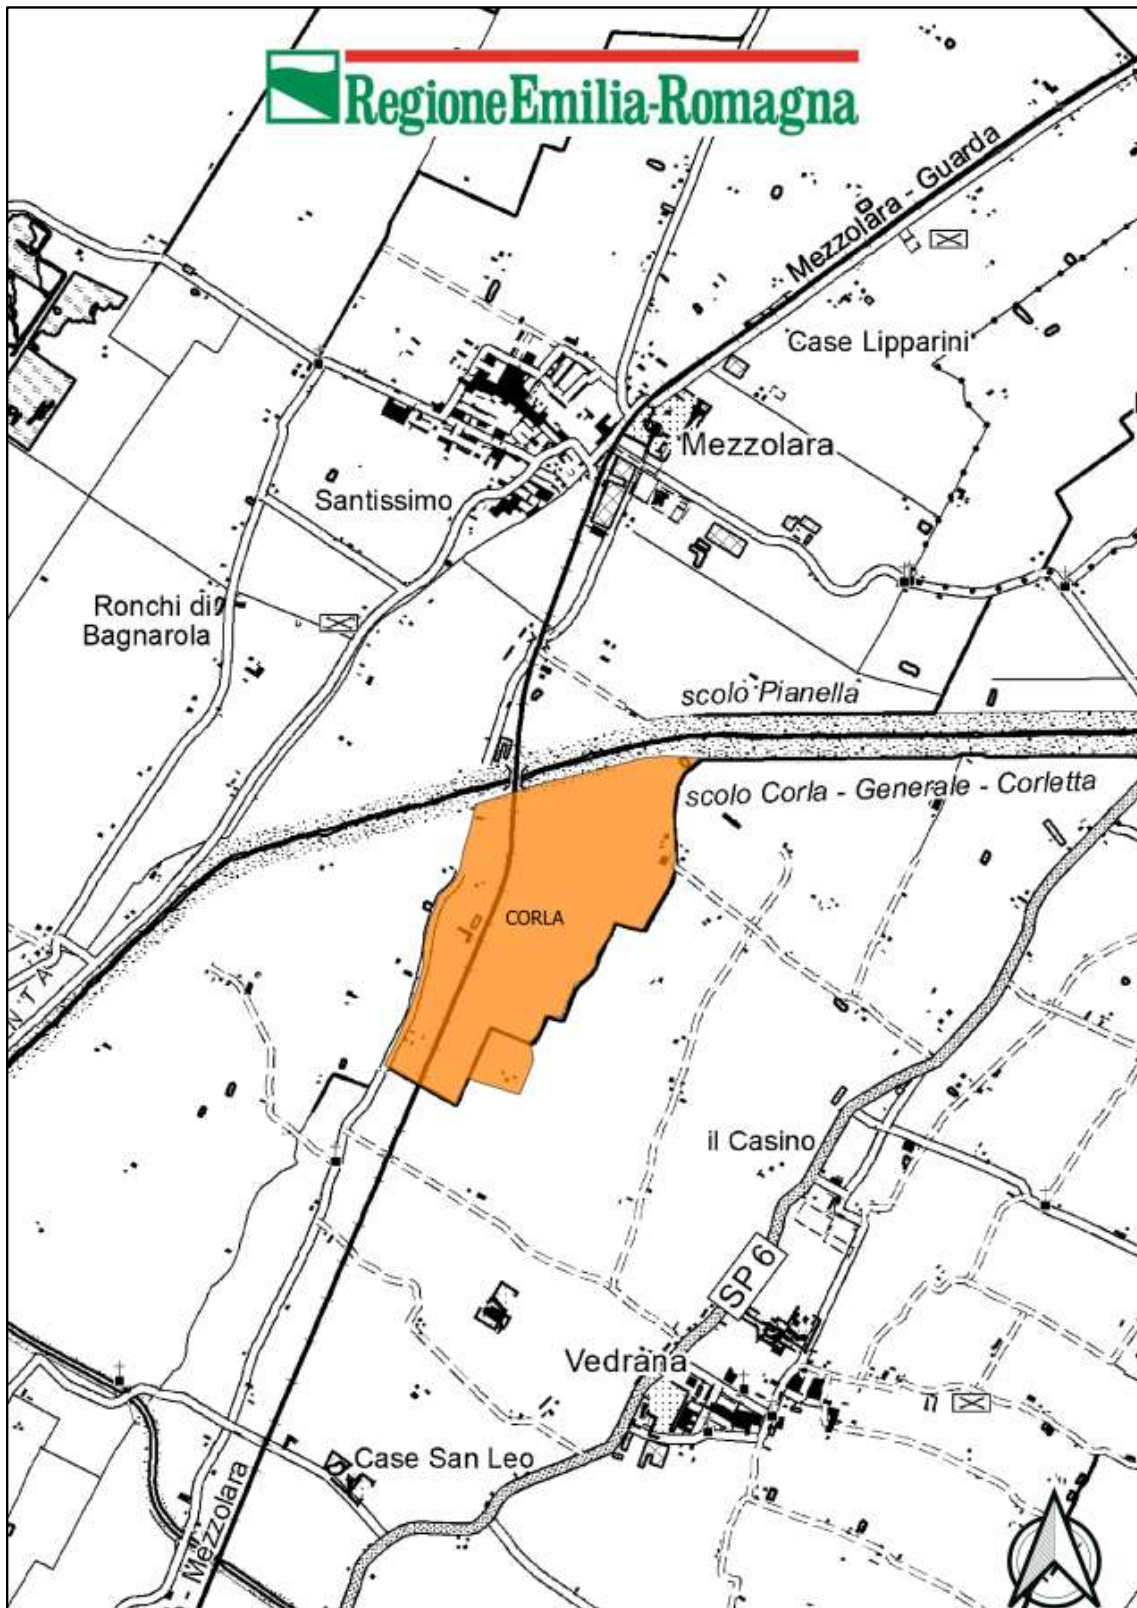 RegioneEmilia-Romagna
Mezzolara - Guarda
Case Lipparini
Mezzolara
Santissimo
Ronchi di
Bagnarola
scolo Pianella
scolo Corla - Generale - Corletta
CORLA
NTA
il Casino
SP 6
Vedrana
Case San Leo
- Mezzolara